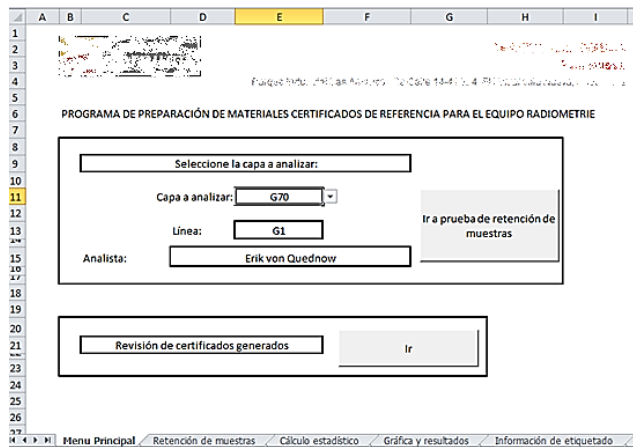 A B C D E F G H I
1
2
3
4
5
6 PROGRAMA DE PREPARACIÓN DE MATERIALES CERTIFICADOS DE REFERENCIA PARA EL EQUIPO RADIOMETRIE
7
8
9 Seleccione la capa a analizar:
10
11 Capa a analizar: G70
12 Ir a prueba de retención de muestras
13 Línea: G1
14
15 Analista: Erik von Quednow
16
17
18
19
20
21 Revisión de certificados generados Ir
22
23
24
25
26
27
Menu Principal Retención de muestras Cálculo estadístico Gráfica y resultados Información de etiquetado